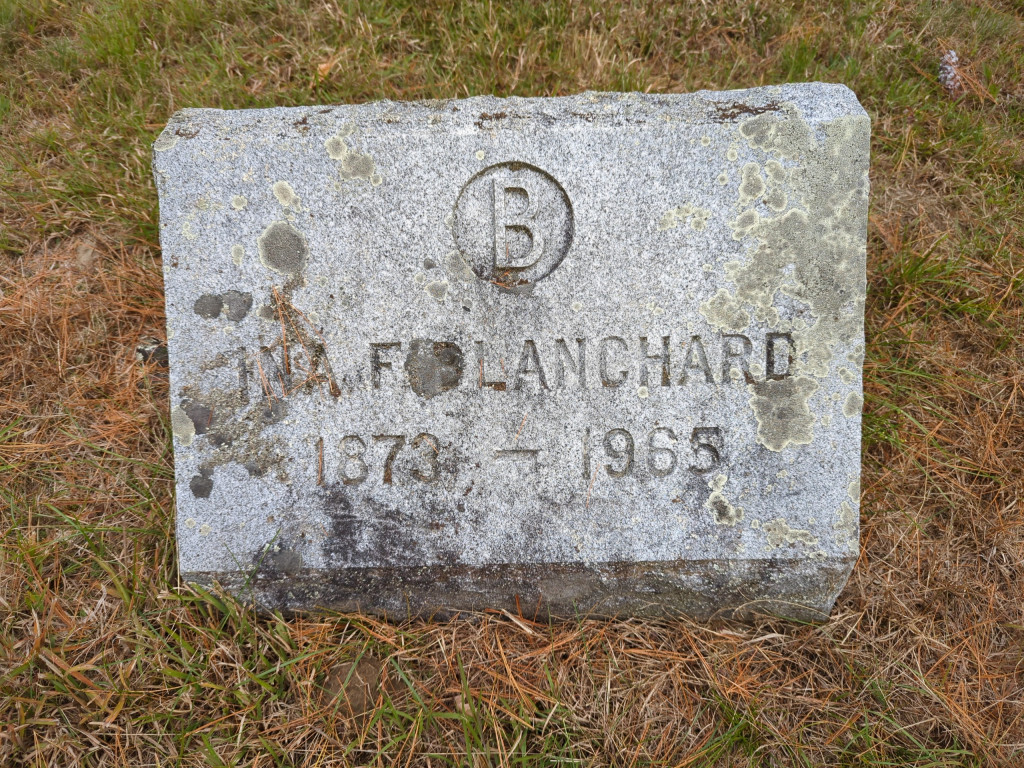 B
INA F. BLANCHARD
1873 — 1965